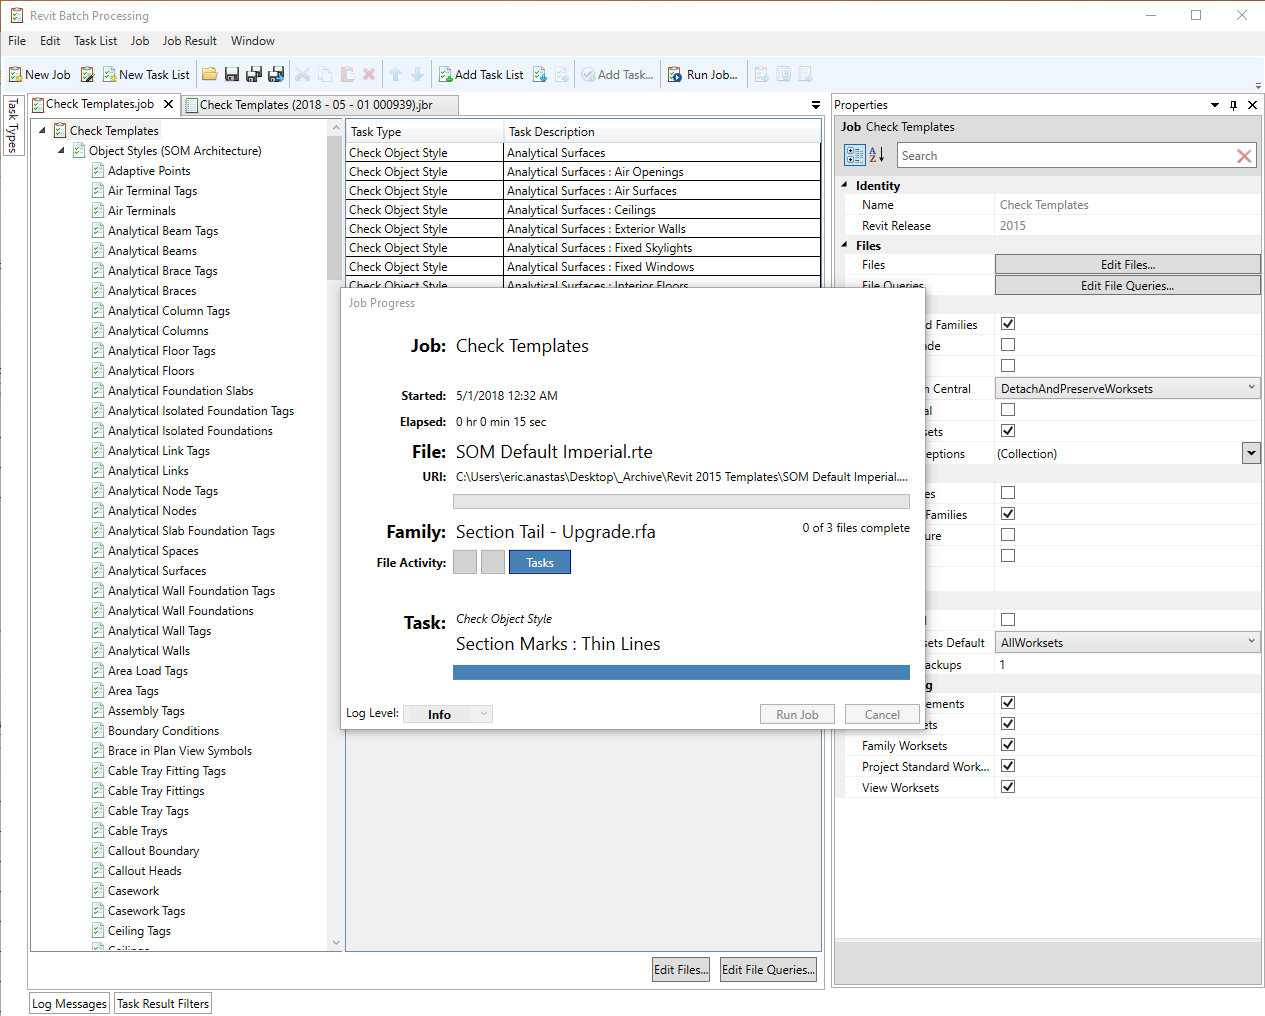 Revit Batch Processing
File Edit Task List Job Job Result Window
New Job New Task List Add Task List Add Task... Run Job...
Task Types
Check Templates.job
Check Templates (2018 - 05 - 01 000939).jbr
Check Templates
Object Styles (SOM Architecture)
Adaptive Points
Air Terminal Tags
Air Terminals
Analytical Beam Tags
Analytical Beams
Analytical Brace Tags
Analytical Braces
Analytical Column Tags
Analytical Columns
Analytical Floor Tags
Analytical Floors
Analytical Foundation Slabs
Analytical Isolated Foundation Tags
Analytical Isolated Foundations
Analytical Link Tags
Analytical Links
Analytical Node Tags
Analytical Nodes
Analytical Slab Foundation Tags
Analytical Spaces
Analytical Surfaces
Analytical Wall Foundation Tags
Analytical Wall Foundations
Analytical Wall Tags
Analytical Walls
Area Load Tags
Area Tags
Assembly Tags
Boundary Conditions
Brace in Plan View Symbols
Cable Tray Fitting Tags
Cable Tray Fittings
Cable Tray Tags
Cable Trays
Callout Boundary
Callout Heads
Casework
Casework Tags
Ceiling Tags
Ceilings
Task Type Task Description
Check Object Style Analytical Surfaces
Check Object Style Analytical Surfaces : Air Openings
Check Object Style Analytical Surfaces : Air Surfaces
Check Object Style Analytical Surfaces : Ceilings
Check Object Style Analytical Surfaces : Exterior Walls
Check Object Style Analytical Surfaces : Fixed Skylights
Check Object Style Analytical Surfaces : Fixed Windows
Check Object Style Analytical Surfaces : Interior Floors
Job Progress
Job: Check Templates
Started: 5/1/2018 12:32 AM
Elapsed: 0 hr 0 min 15 sec
File: SOM Default Imperial.rte
URI: C:\Users\eric.anastas\Desktop\_Archive\Revit 2015 Templates\SOM Default Imperial....
Family: Section Tail - Upgrade.rfa
0 of 3 files complete
File Activity: Tasks
Task: Check Object Style
Section Marks : Thin Lines
Log Level: Info
Run Job Cancel
Edit Files... Edit File Queries...
Properties
Job Check Templates
Search
Identity
Name Check Templates
Revit Release 2015
Files
Files Edit Files...
File Queries Edit File Queries...
d Families
de
Central DetachAndPreserveWorksets
al
sets
eptions (Collection)
es
Families
ure
sets Default AllWorksets
ackups 1
g
ements
ts
Family Worksets
Project Standard Work...
View Worksets
Log Messages Task Result Filters